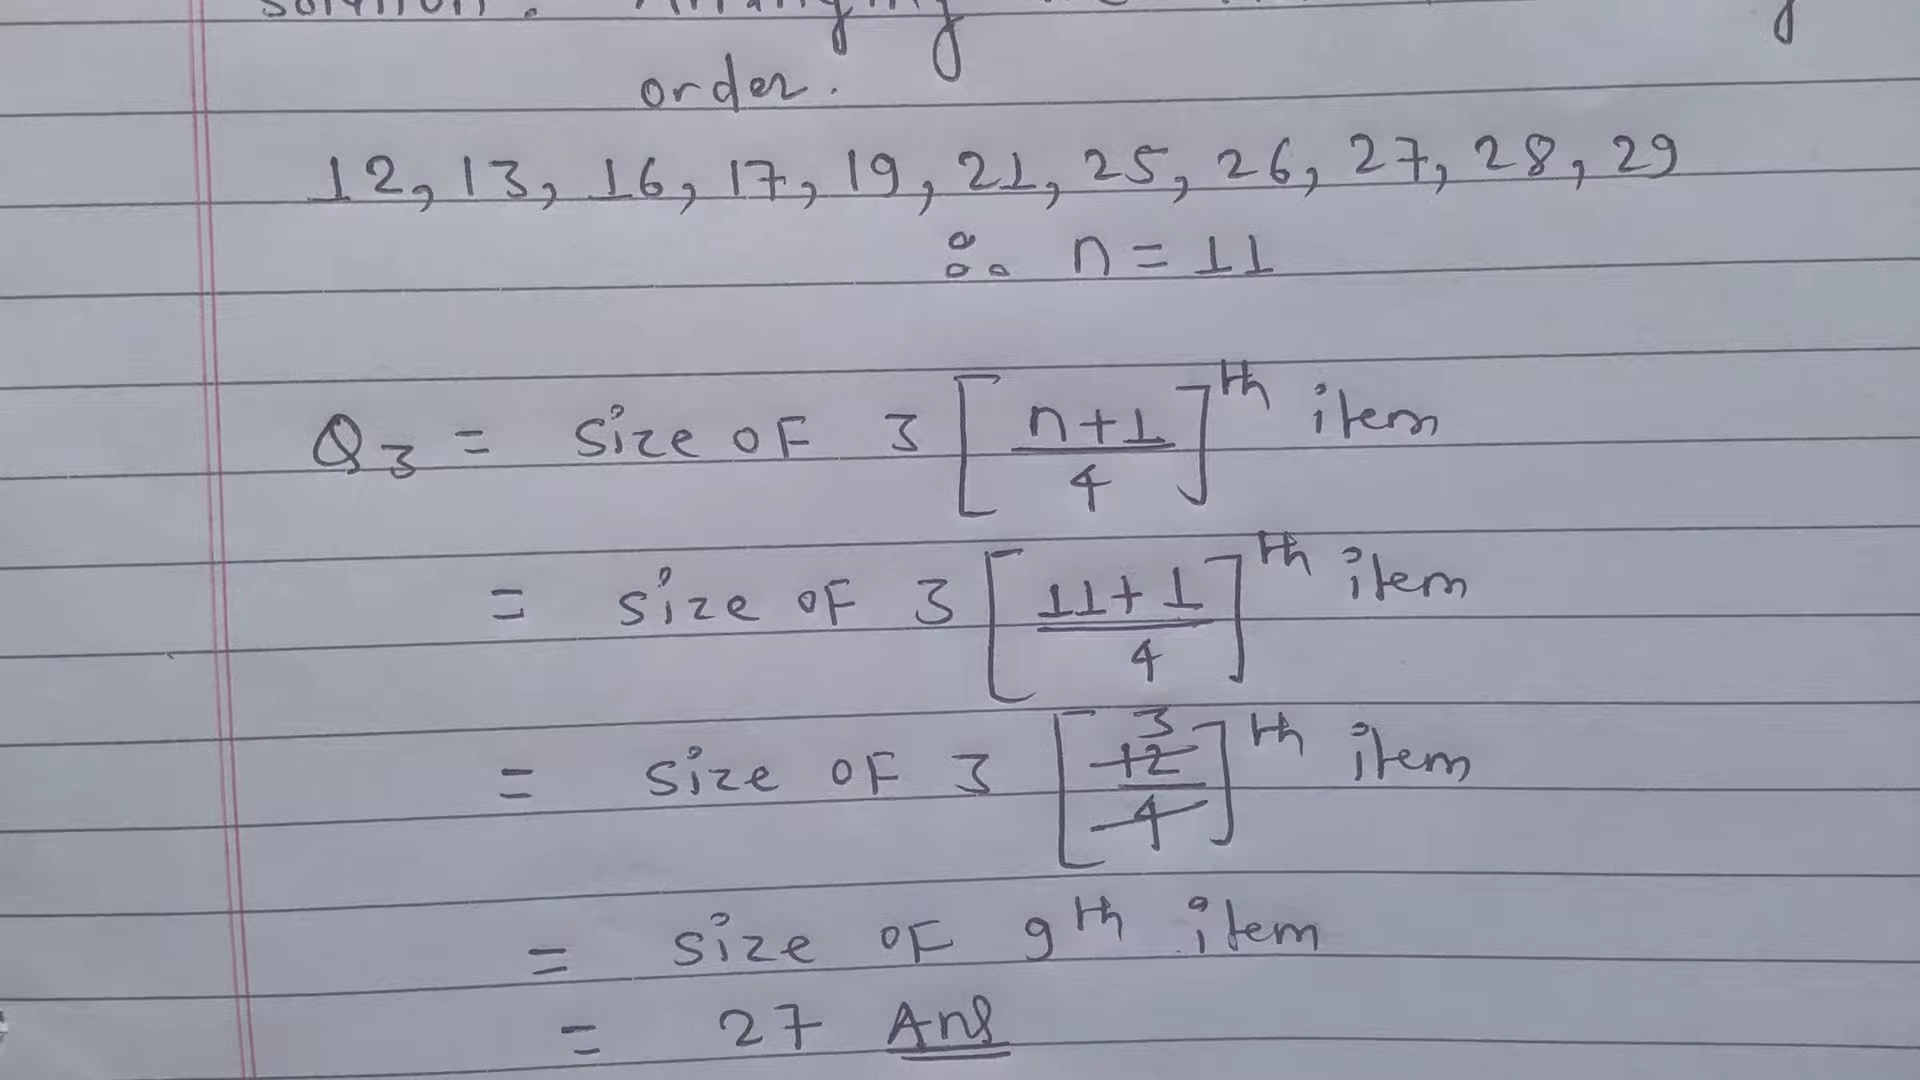 order.
12, 13, 16, 17, 19, 21, 25, 26, 27, 28, 29
∴ n = 11
Q₃ = size of 3 [n+1/4]th item
= size of 3 [11+1/4]th item
= size of 3 [3 12/4]th item
= size of 9th item
= 27 Ans